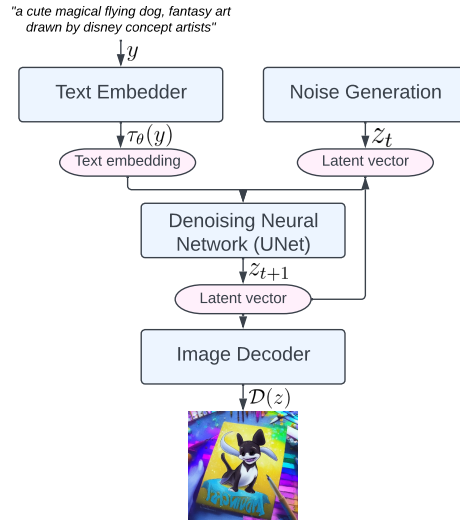 "a cute magical flying dog, fantasy art
drawn by disney concept artists"
y
Text Embedder
Noise Generation
τθ(y)
zt
Text embedding
Latent vector
Denoising Neural
Network (UNet)
zt+1
Latent vector
Image Decoder
D(z)